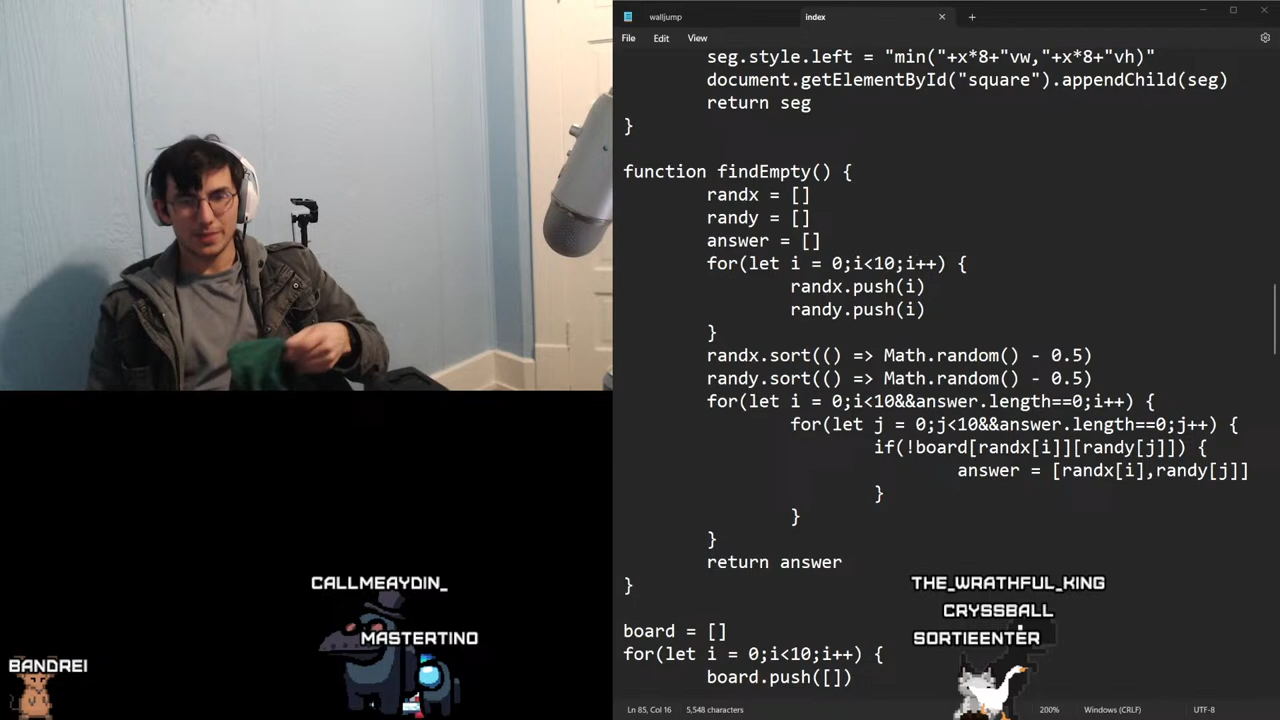 walljump
index
File
Edit
View
seg.style.left = "min("+x*8+"vw,"+x*8+"vh)"
document.getElementById("square").appendChild(seg)
return seg
}
function findEmpty() {
randx = []
randy = []
answer = []
for(let i = 0;i<10;i++) {
randx.push(i)
randy.push(i)
}
randx.sort(() => Math.random() - 0.5)
randy.sort(() => Math.random() - 0.5)
for(let i = 0;i<10&&answer.length==0;i++) {
for(let j = 0;j<10&&answer.length==0;j++) {
if(!board[randx[i]][randy[j]]) {
answer = [randx[i],randy[j]]
}
}
}
return answer
}
board = []
for(let i = 0;i<10;i++) {
board.push([])
CALLMEAYDIN_
MASTERTINO
BANDREI
THE_WRATHFUL_KING
CRYSSBALL
SORTIEENTER
Ln 85, Col 16
5,548 characters
200%
Windows (CRLF)
UTF-8